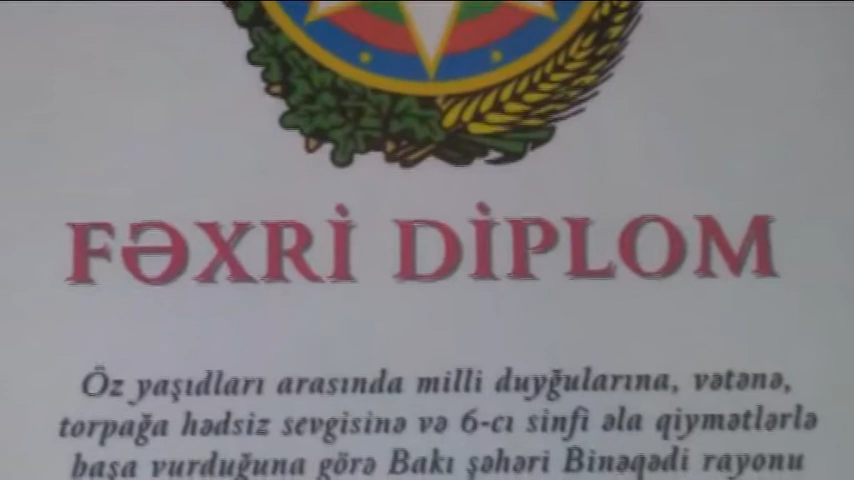 FƏXRİ DİPLOM
Öz yaşıdları arasında milli duyğularına, vətənə,
torpağa hədsiz sevgisinə və 6-cı sinfi əla qiymətlərlə
başa vurduğuna görə Bakı şəhəri Binəqədi rayonu